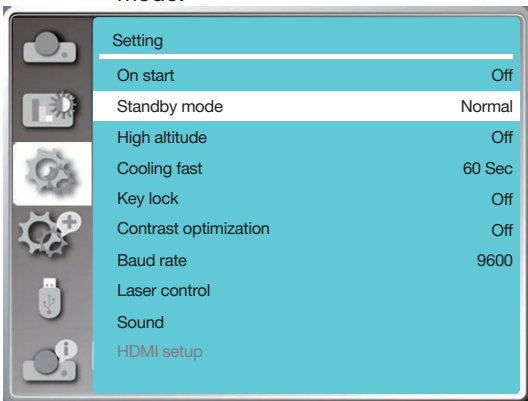 mode.
Setting
On start Off
Standby mode Normal
High altitude Off
Cooling fast 60 Sec
Key lock Off
Contrast optimization Off
Baud rate 9600
Laser control
Sound
HDMI setup